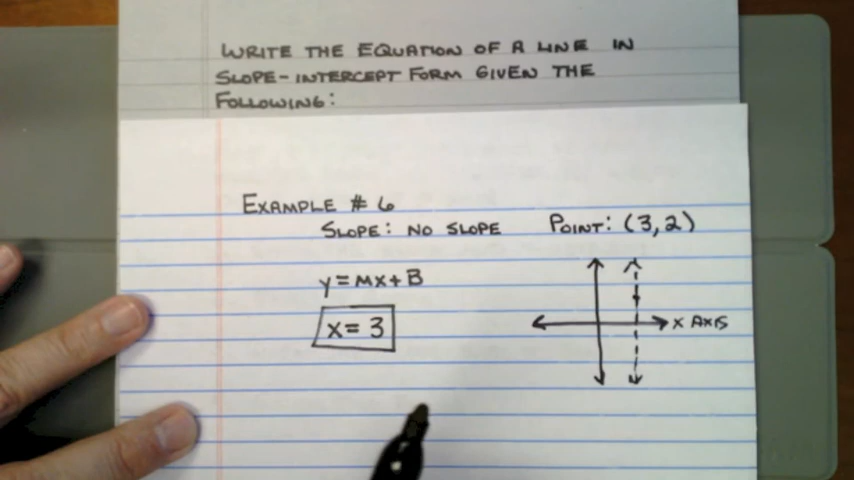 WRITE THE EQUATION OF A LINE IN
SLOPE-INTERCEPT FORM GIVEN THE
FOLLOWING:
EXAMPLE # 6
SLOPE: NO SLOPE POINT: (3,2)
y=MX+B
X AXIS
X= 3